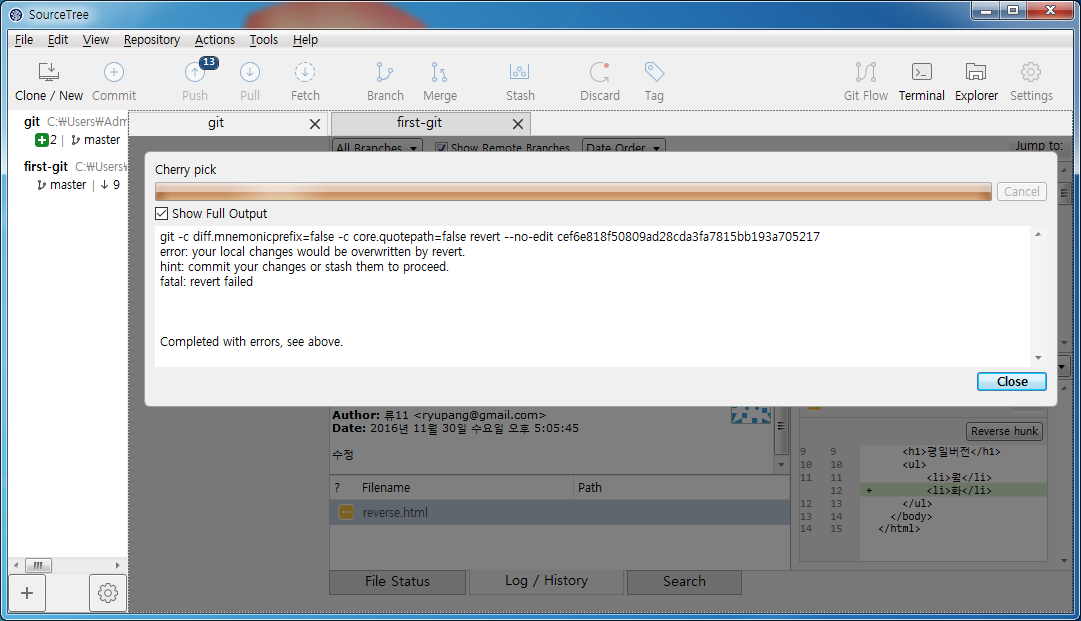 SourceTree
File Edit View Repository Actions Tools Help
13
Clone / New Commit Push Pull Fetch Branch Merge Stash Discard Tag Git Flow Terminal Explorer Settings
git C:₩Users₩Adm
2 | master
first-git C:₩Users₩
master | ↓ 9
git
first-git
All Branches Show Remote Branches Date Order Jump to:
Cherry pick
Cancel
Show Full Output
git -c diff.mnemonicprefix=false -c core.quotepath=false revert --no-edit cef6e818f50809ad28cda3fa7815bb193a705217
error: your local changes would be overwritten by revert.
hint: commit your changes or stash them to proceed.
fatal: revert failed
Completed with errors, see above.
Close
Author: 류11 <ryupang@gmail.com>
Date: 2016년 11월 30일 수요일 오후 5:05:45
수정
? Filename Path
reverse.html
Reverse hunk
9 9 <h1>평일버전</h1>
10 10 <ul>
11 11 <li>월</li>
12 + <li>화</li>
12 13 </ul>
13 14 </body>
14 15 </html>
File Status Log / History Search